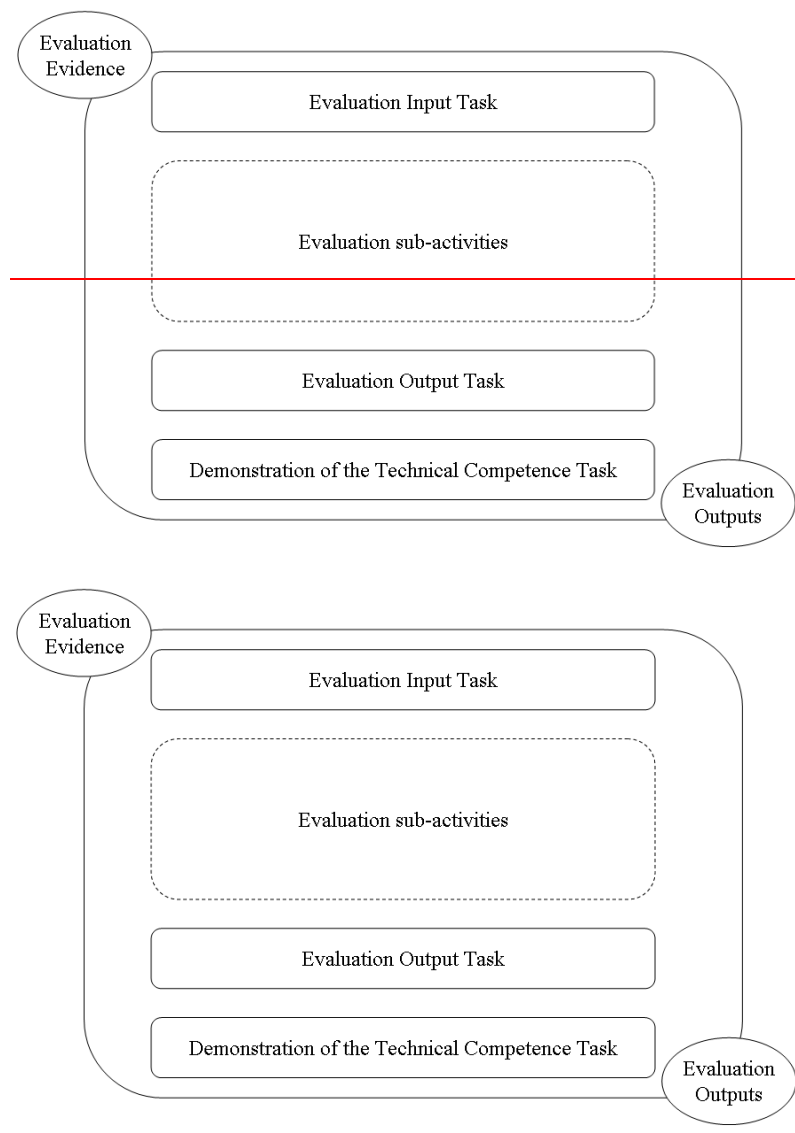 Evaluation
Evidence
Evaluation Input Task
Evaluation sub-activities
Evaluation Output Task
Demonstration of the Technical Competence Task
Evaluation
Outputs
Evaluation
Evidence
Evaluation Input Task
Evaluation sub-activities
Evaluation Output Task
Demonstration of the Technical Competence Task
Evaluation
Outputs